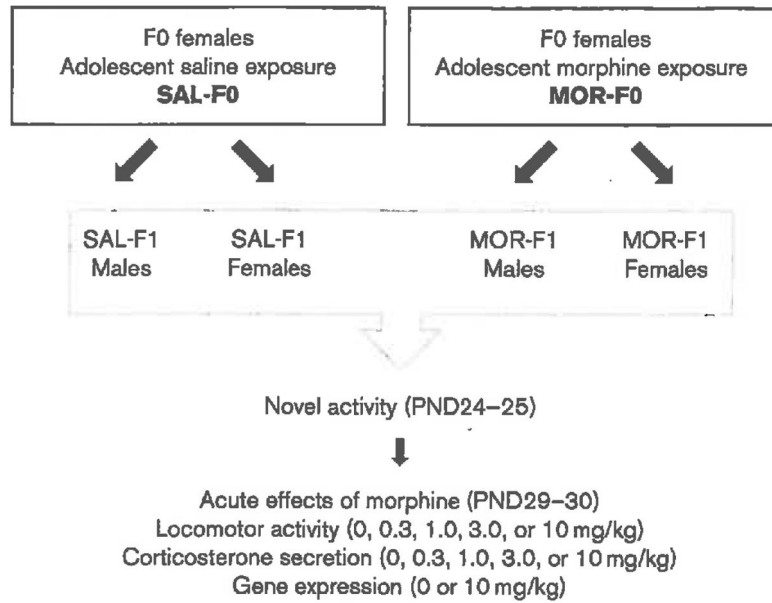 F0 females
Adolescent saline exposure
SAL-F0
F0 females
Adolescent morphine exposure
MOR-F0
SAL-F1
Males
SAL-F1
Females
MOR-F1
Males
MOR-F1
Females
Novel activity (PND24–25)
Acute effects of morphine (PND29–30)
Locomotor activity (0, 0.3, 1.0, 3.0, or 10 mg/kg)
Corticosterone secretion (0, 0.3, 1.0, 3.0, or 10 mg/kg)
Gene expression (0 or 10 mg/kg)